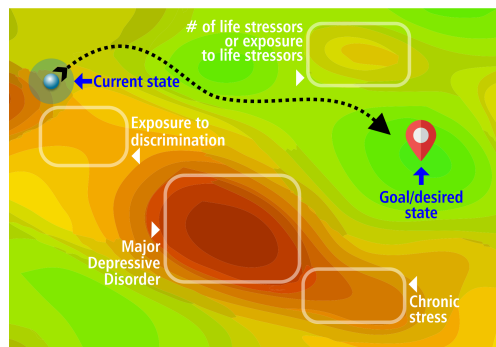 # of life stressors
or exposure
to life stressors
Current state
Exposure to
discrimination
Goal/desired
state
Major
Depressive
Disorder
Chronic
stress